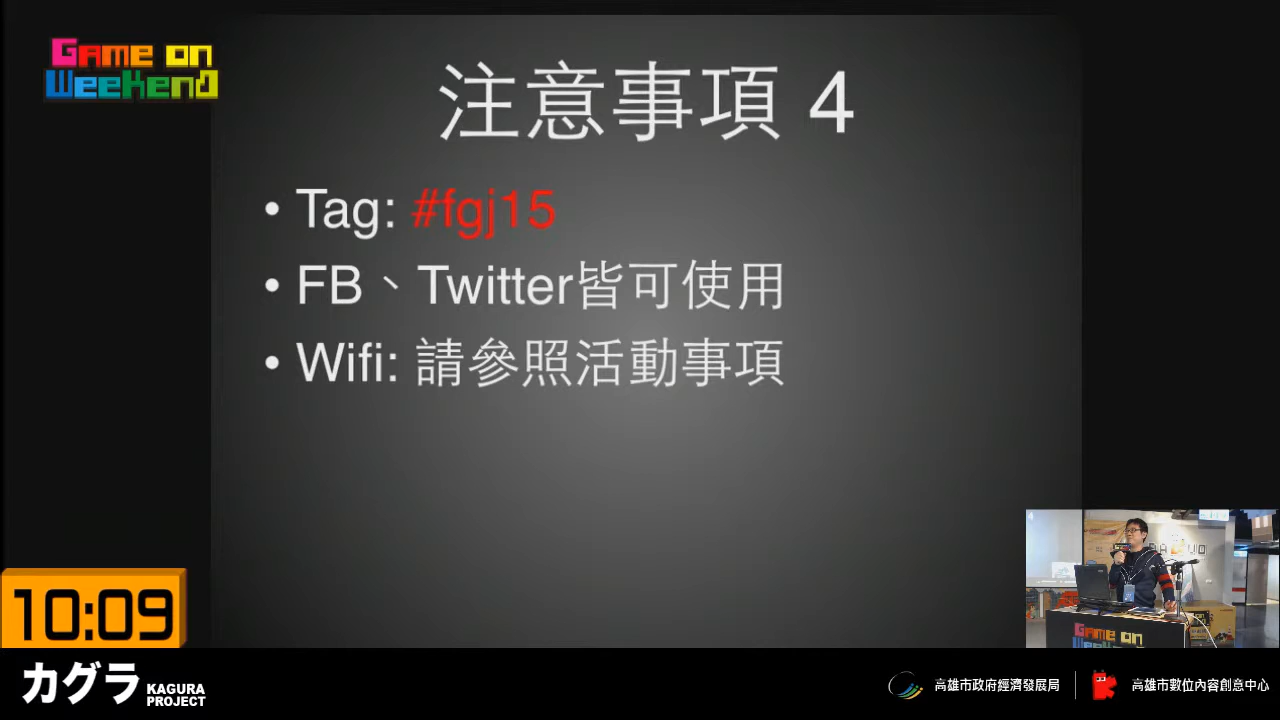 Game on
Weekend
注意事項 4
• Tag: #fgj15
• FB、Twitter皆可使用
• Wifi: 請參照活動事項
10:09
Game on
カグラ KAGURA PROJECT
高雄市政府經濟發展局
高雄市數位內容創意中心